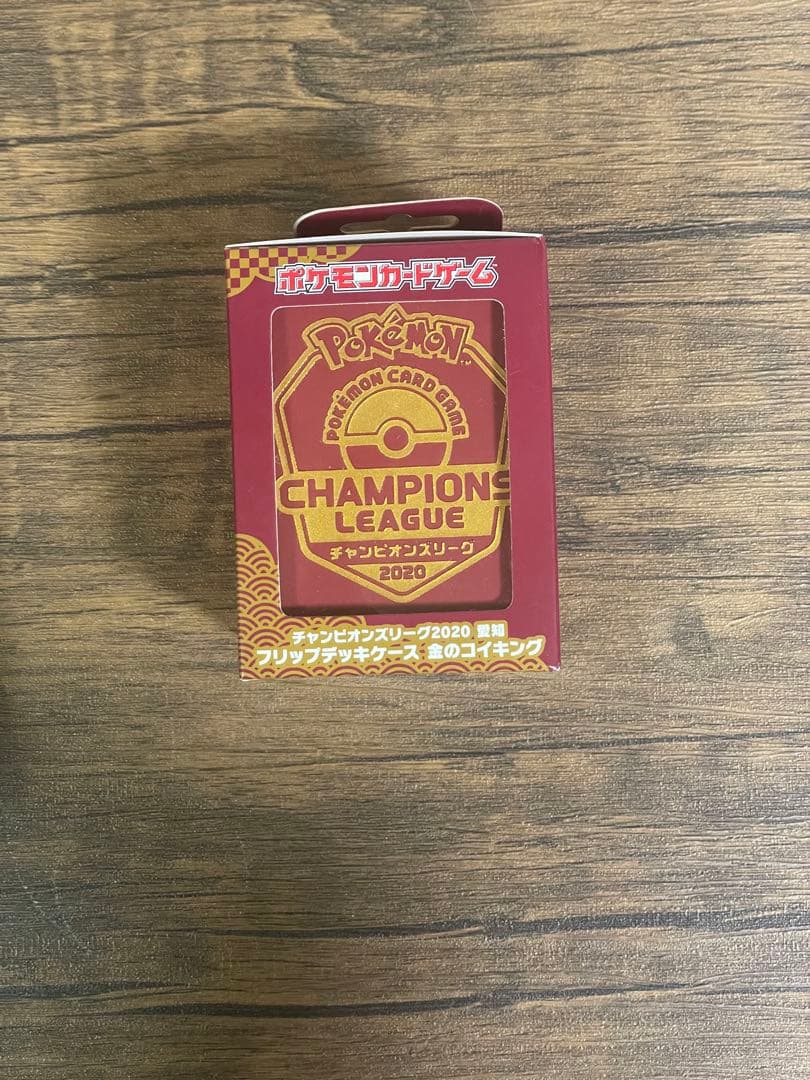 ポケモンカードゲーム
POKéMON
POKÉMON CARD GAME
CHAMPIONS
LEAGUE
チャンピオンズリーグ
2020
チャンピオンズリーグ2020 愛知
フリップデッキケース 金のコイキング